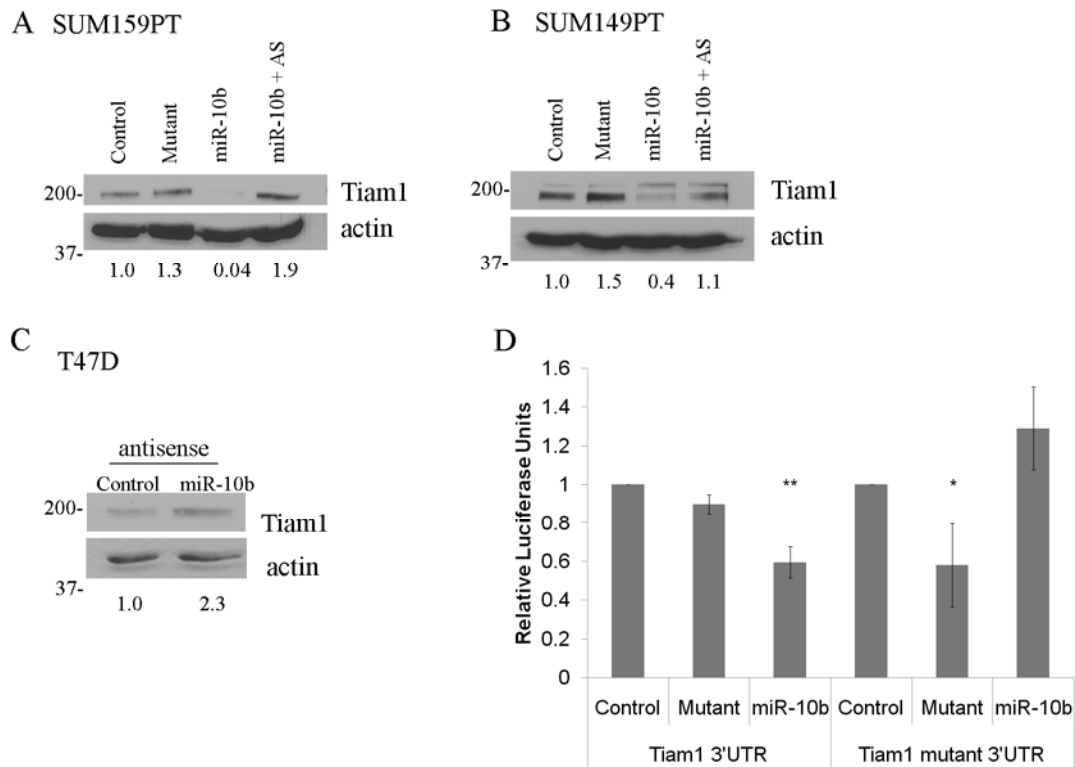 A SUM159PT
Control
Mutant
miR-10b
miR-10b + AS
200-
Tiam1
actin
37-
1.0 1.3 0.04 1.9
B SUM149PT
Control
Mutant
miR-10b
miR-10b + AS
200-
Tiam1
actin
37-
1.0 1.5 0.4 1.1
C
T47D
antisense
Control miR-10b
200-
Tiam1
actin
37-
1.0 2.3
D
Relative Luciferase Units
1.6
1.4
1.2
1
0.8
0.6
0.4
0.2
0
** *
Control Mutant miR-10b Control Mutant miR-10b
Tiam1 3'UTR Tiam1 mutant 3'UTR